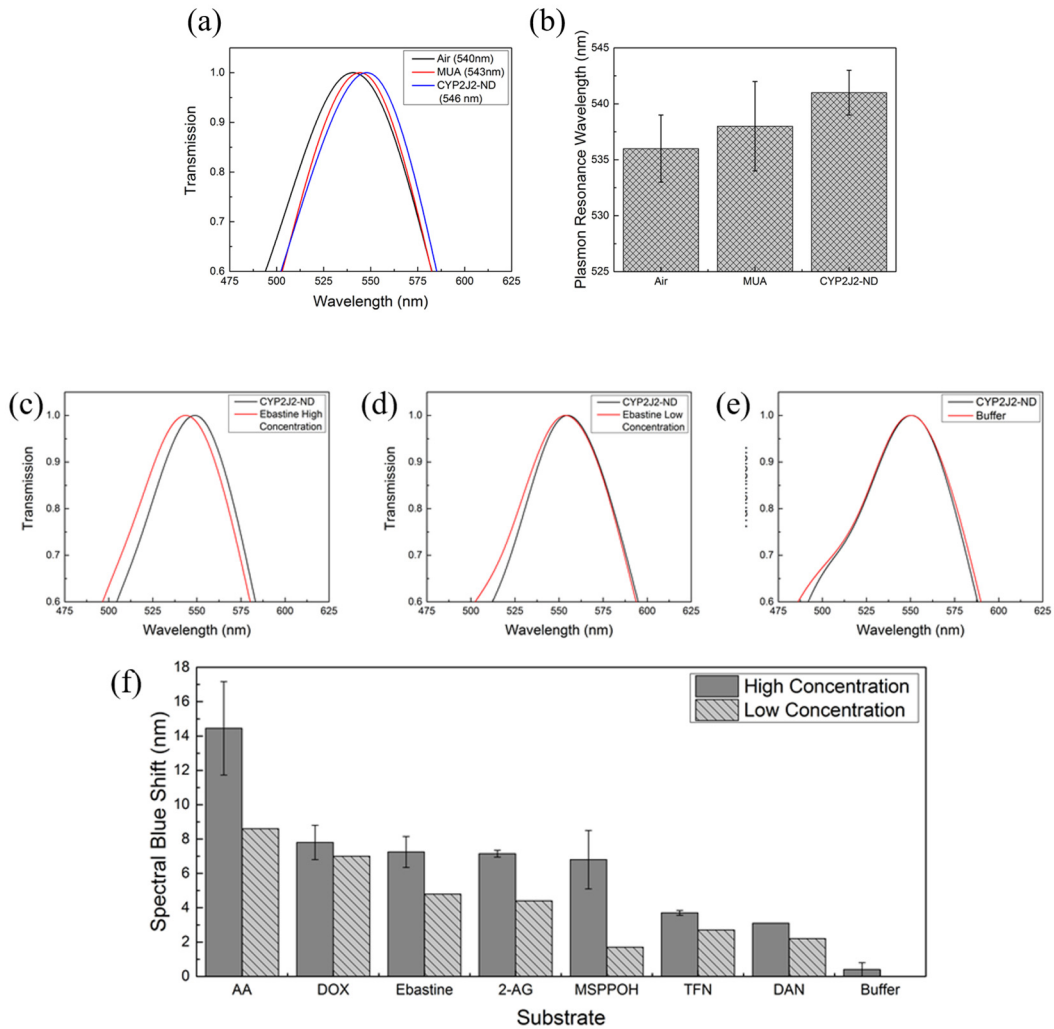 (a)
Transmission
1.0
0.9
0.8
0.7
0.6
475 500 525 550 575 600 625
Wavelength (nm)
Air (540nm)
MUA (543nm)
CYP2J2-ND
(546 nm)
(b)
Plasmon Resonance Wavelength (nm)
545
540
535
530
525
Air MUA CYP2J2-ND
(c)
Transmission
1.0
0.9
0.8
0.7
0.6
475 500 525 550 575 600 625
Wavelength (nm)
CYP2J2-ND
Ebastine High
Concentration
(d)
Transmission
1.0
0.9
0.8
0.7
0.6
475 500 525 550 575 600 625
Wavelength (nm)
CYP2J2-ND
Ebastine Low
Concentration
(e)
Transmission
1.0
0.9
0.8
0.7
0.6
475 500 525 550 575 600 625
Wavelength (nm)
CYP2J2-ND
Buffer
(f)
Spectral Blue Shift (nm)
18
16
14
12
10
8
6
4
2
0
High Concentration
Low Concentration
AA DOX Ebastine 2-AG MSPPOH TFN DAN Buffer
Substrate